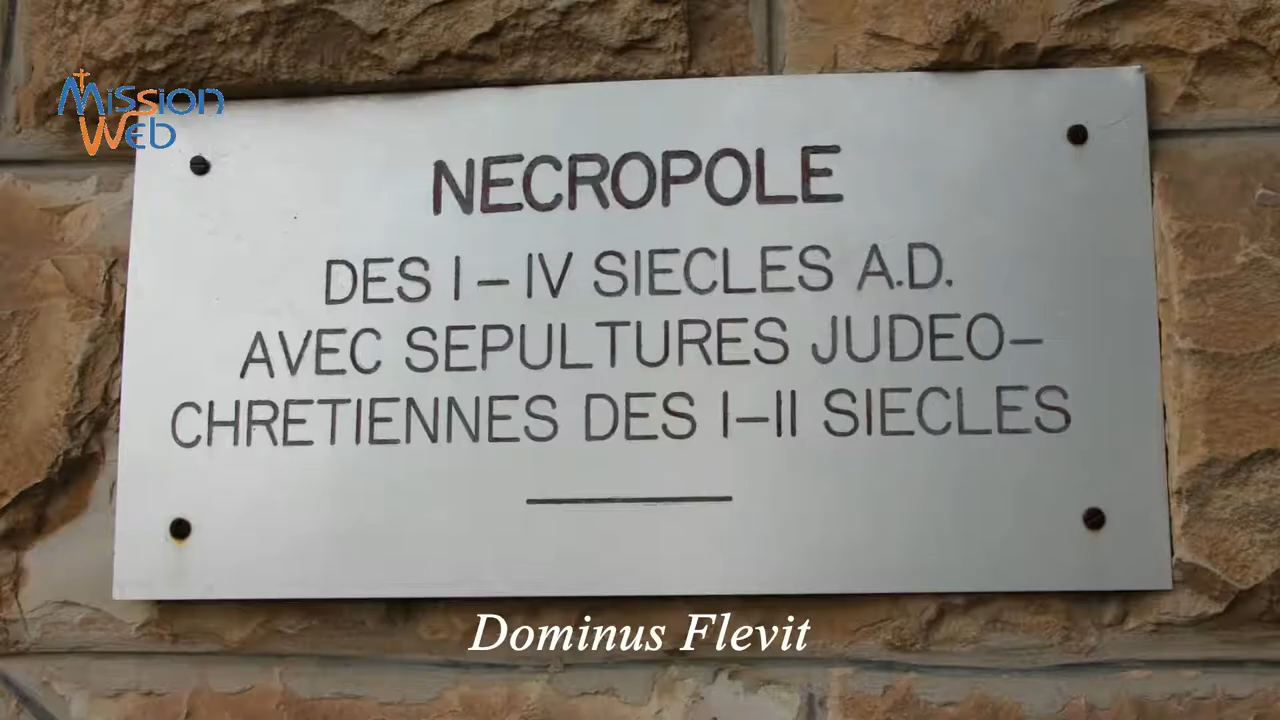 Mission
Web
NECROPOLE
DES I – IV SIECLES A.D.
AVEC SEPULTURES JUDEO–
CHRETIENNES DES I–II SIECLES
Dominus Flevit